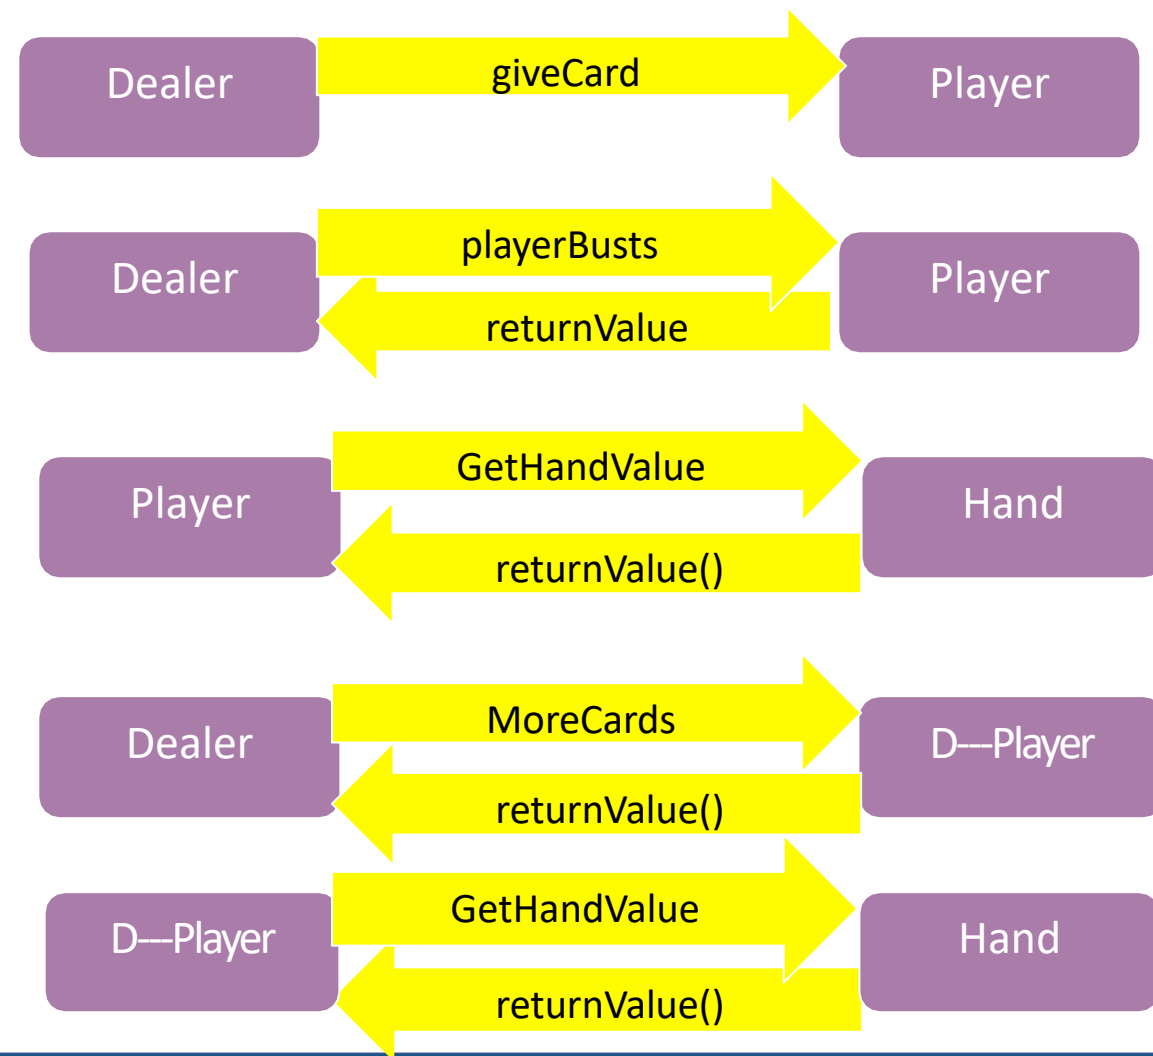 Dealer
giveCard
Player
Dealer
playerBusts
returnValue
Player
Player
GetHandValue
returnValue()
Hand
Dealer
MoreCards
returnValue()
D---Player
D---Player
GetHandValue
returnValue()
Hand